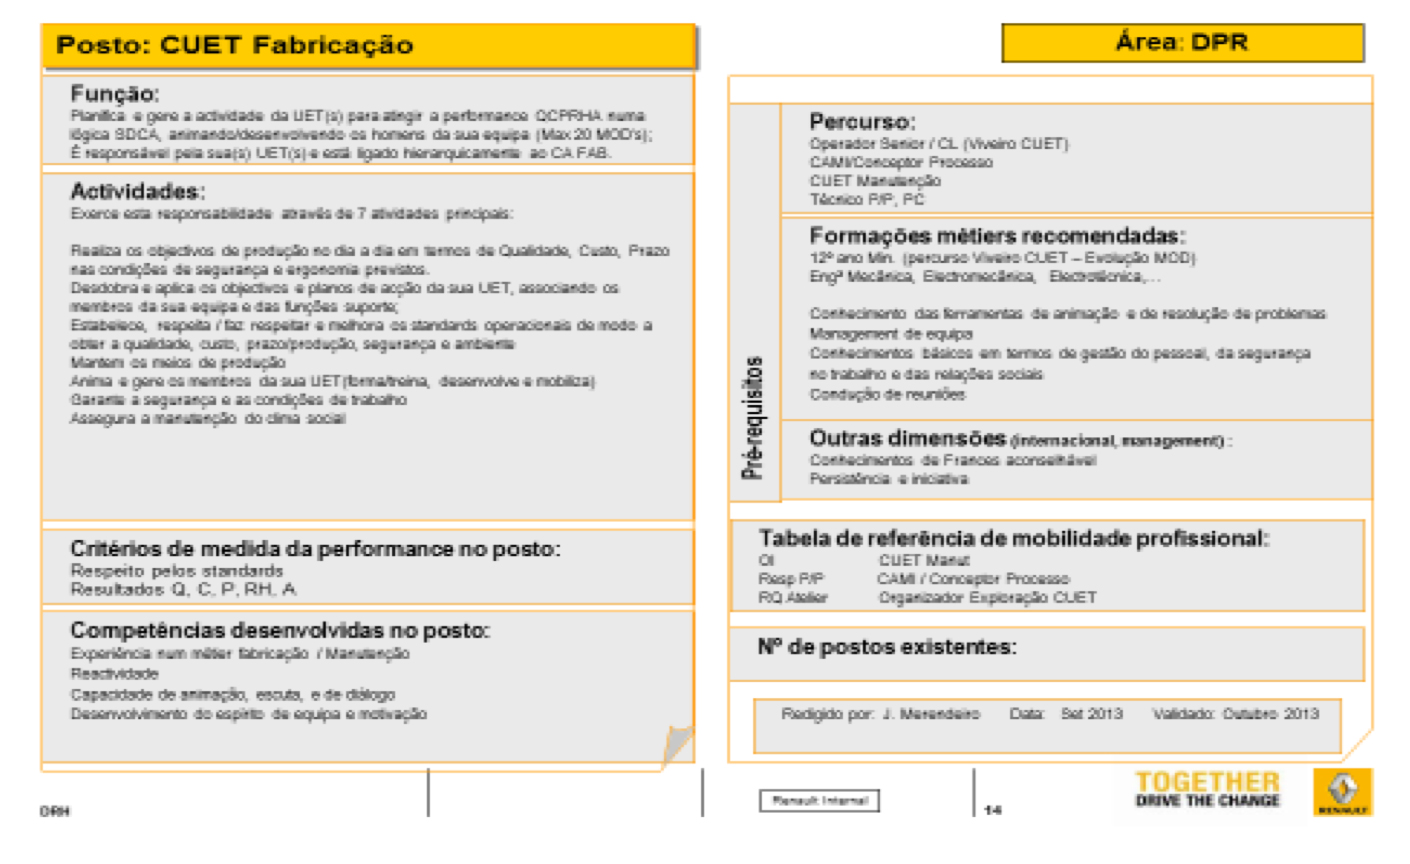 Posto: CUET Fabricação
Área: DPR
Função:
Planifica e gere a actividade da UET(s) para atingir a performance QCPRHA numa
lógica SDCA, animando/desenvolvendo os homens da sua equipa (Max 20 MOD's);
É responsável pela sua(s) UET(s) e está ligado hierarquicamente ao CA FAB.
Actividades:
Exerce esta responsabilidade através de 7 atividades principais:
Realiza os objectivos de produção no dia a dia em termos de Qualidade, Custo, Prazo
nas condições de segurança e ergonomia previstos.
Desdobra e aplica os objectivos e planos de acção da sua UET, associando os
membros da sua equipa e das funções suporte;
Estabelece, respeita / faz respeitar e melhora os standards operacionais de modo a
obter a qualidade, custo, prazo/produção, segurança e ambiente
Mantem os meios de produção
Anima e gere os membros da sua UET(forma/treina, desenvolve e mobiliza)
Garante a segurança e as condições de trabalho
Assegura a manutenção do clima social
Critérios de medida da performance no posto:
Respeito pelos standards
Resultados Q, C, P, RH, A
Competências desenvolvidas no posto:
Experiência num métier fabricação / Manutenção
Reactividade
Capacidade de animação, escuta, e de diálogo
Desenvolvimento do espírito de equipa e motivação
Pré-requisitos
Percurso:
Operador Senior / CL (Viveiro CUET)
CAMI/Conceptor Processo
CUET Manutenção
Técnico P/P, PC
Formações métiers recomendadas:
12º ano Min. (percurso Viveiro CUET – Evolução MOD)
Engª Mecânica, Electromecânica, Electrotécnica,...
Conhecimento das ferramentas de animação e de resolução de problemas
Management de equipa
Conhecimentos básicos em termos de gestão do pessoal, da segurança
no trabalho e das relações sociais
Condução de reuniões
Outras dimensões (internacional, management) :
Conhecimentos de Frances aconselhável
Persistência e iniciativa
Tabela de referência de mobilidade profissional:
OI CUET Manut
Resp P/P CAMI / Conceptor Processo
RQ Atelier Organizador Exploração CUET
Nº de postos existentes:
Redigido por: J. Merendeiro Data: Set 2013 Validado: Outubro 2013
DRH
Renault Internal
14
TOGETHER
DRIVE THE CHANGE
RENAULT